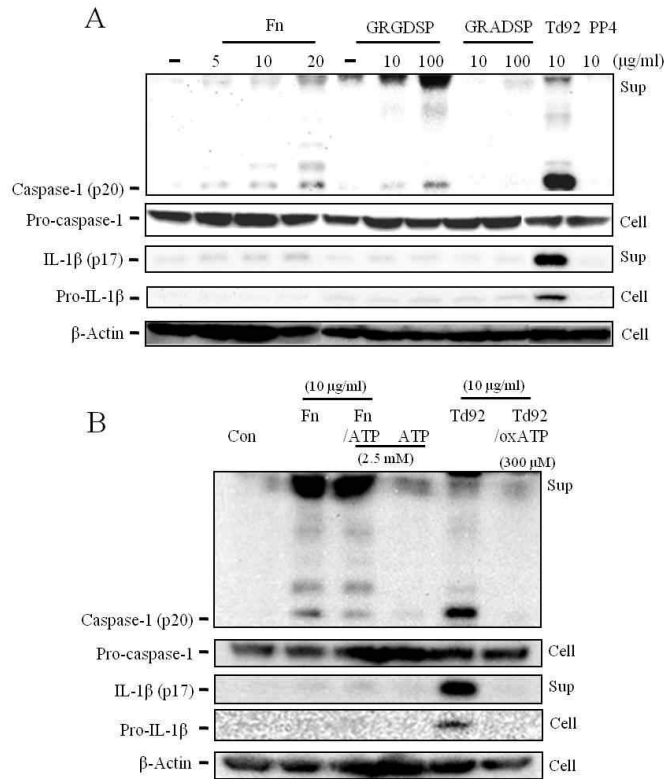 A
Fn GRGDSP GRADSP Td92 PP4
– 5 10 20 – 10 100 10 100 10 10 (μg/ml)
Sup
Caspase-1 (p20)
Pro-caspase-1 Cell
IL-1β (p17) Sup
Pro-IL-1β Cell
β-Actin Cell
B
(10 μg/ml) (10 μg/ml)
Con Fn Fn /ATP ATP Td92 Td92 /oxATP
(2.5 mM) (300 μM)
Sup
Caspase-1 (p20)
Pro-caspase-1 Cell
IL-1β (p17) Sup
Pro-IL-1β Cell
β-Actin Cell